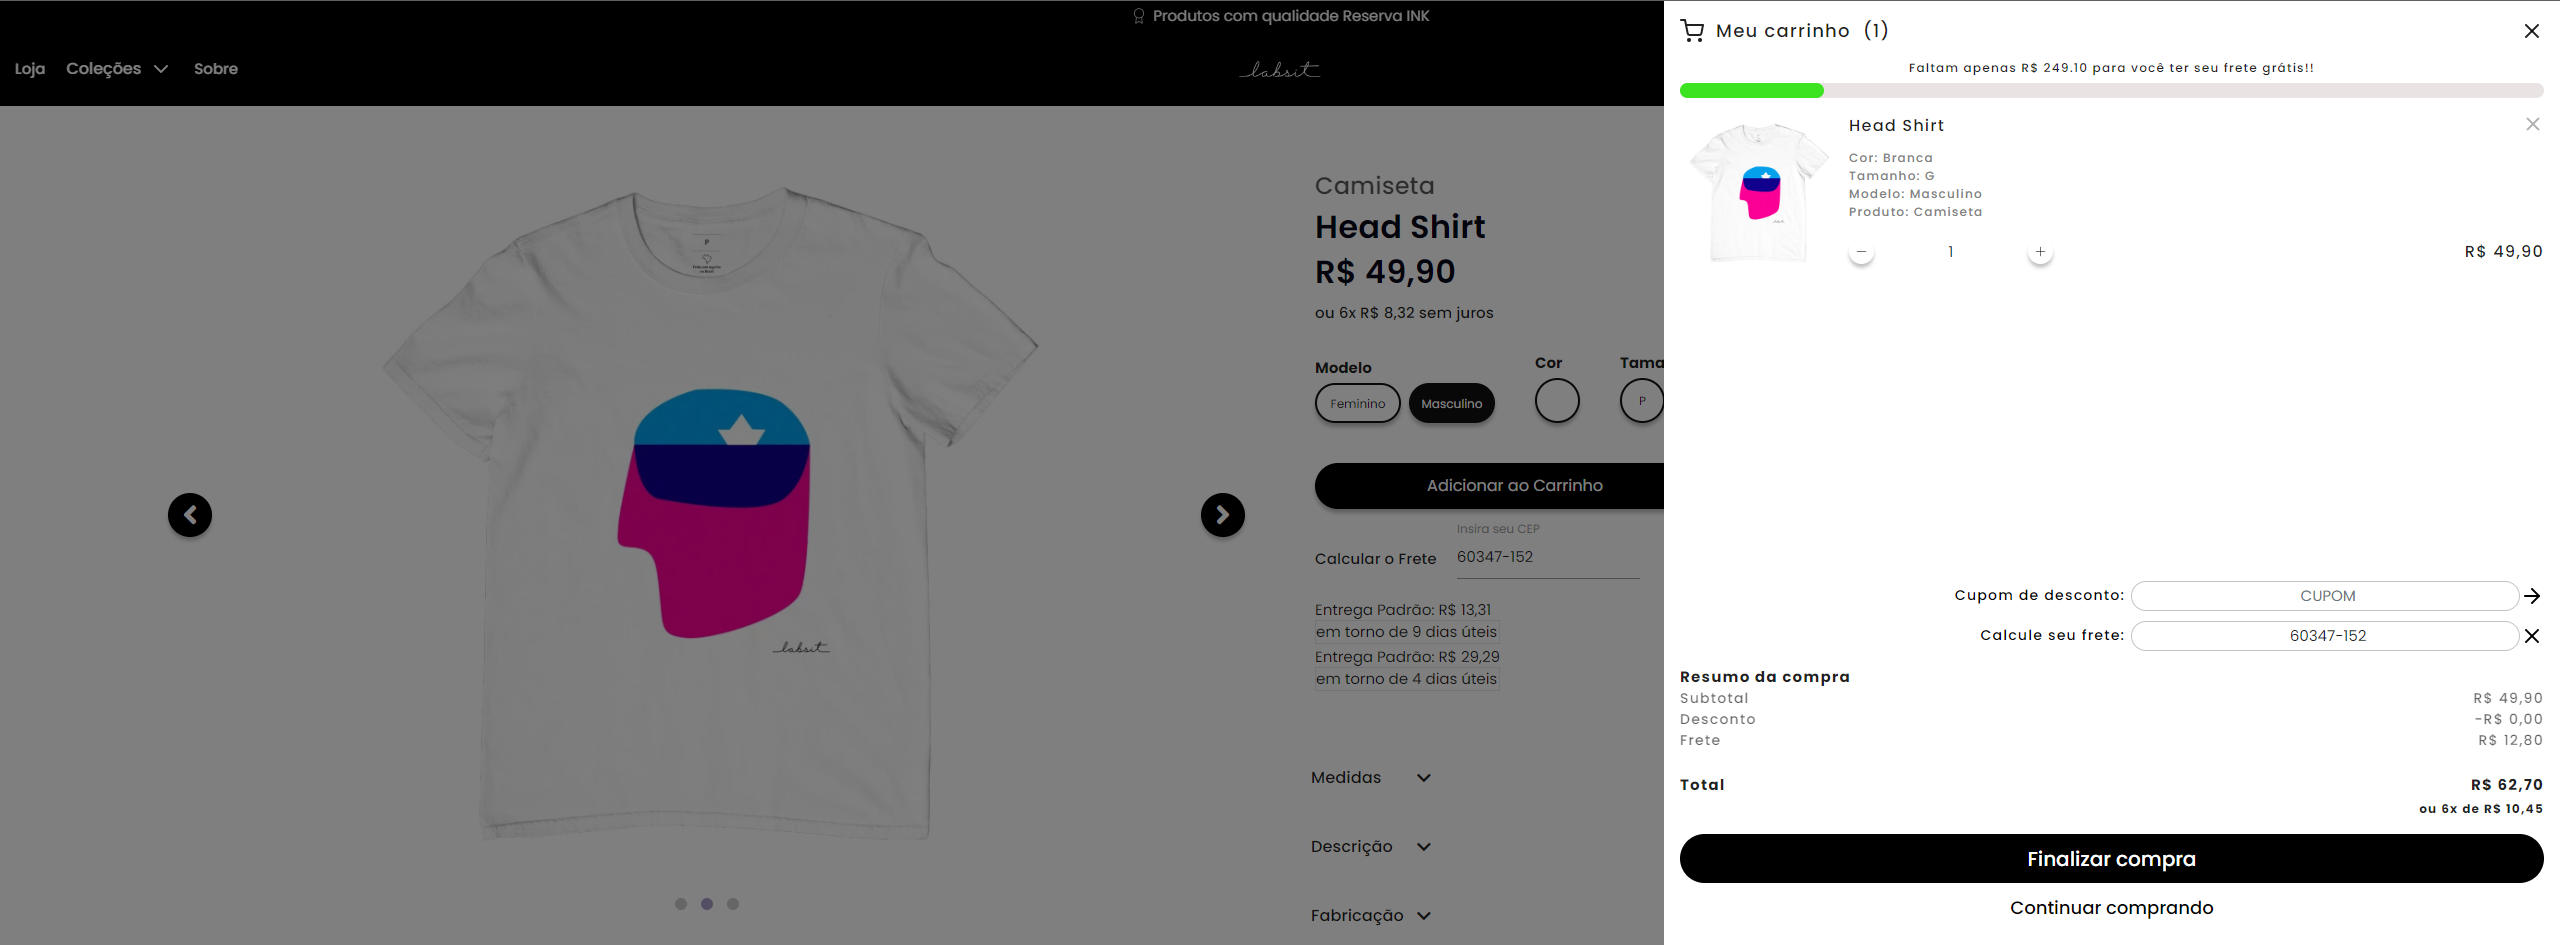 Produtos com qualidade Reserva INK
Loja
Coleções
Sobre
labsit
P
labsit
Camiseta
Head Shirt
R$ 49,90
ou 6x R$ 8,32 sem juros
Modelo
Feminino
Masculino
Cor
Tama
P
Adicionar ao Carrinho
Insira seu CEP
Calcular o Frete
60347-152
Entrega Padrão: R$ 13,31
em torno de 9 dias úteis
Entrega Padrão: R$ 29,29
em torno de 4 dias úteis
Medidas
Descrição
Fabricação
Meu carrinho (1)
Faltam apenas R$ 249.10 para você ter seu frete grátis!!
Head Shirt
Cor: Branca
Tamanho: G
Modelo: Masculino
Produto: Camiseta
1
R$ 49,90
Cupom de desconto:
CUPOM
Calcule seu frete:
60347-152
Resumo da compra
Subtotal
R$ 49,90
Desconto
-R$ 0,00
Frete
R$ 12,80
Total
R$ 62,70
ou 6x de R$ 10,45
Finalizar compra
Continuar comprando